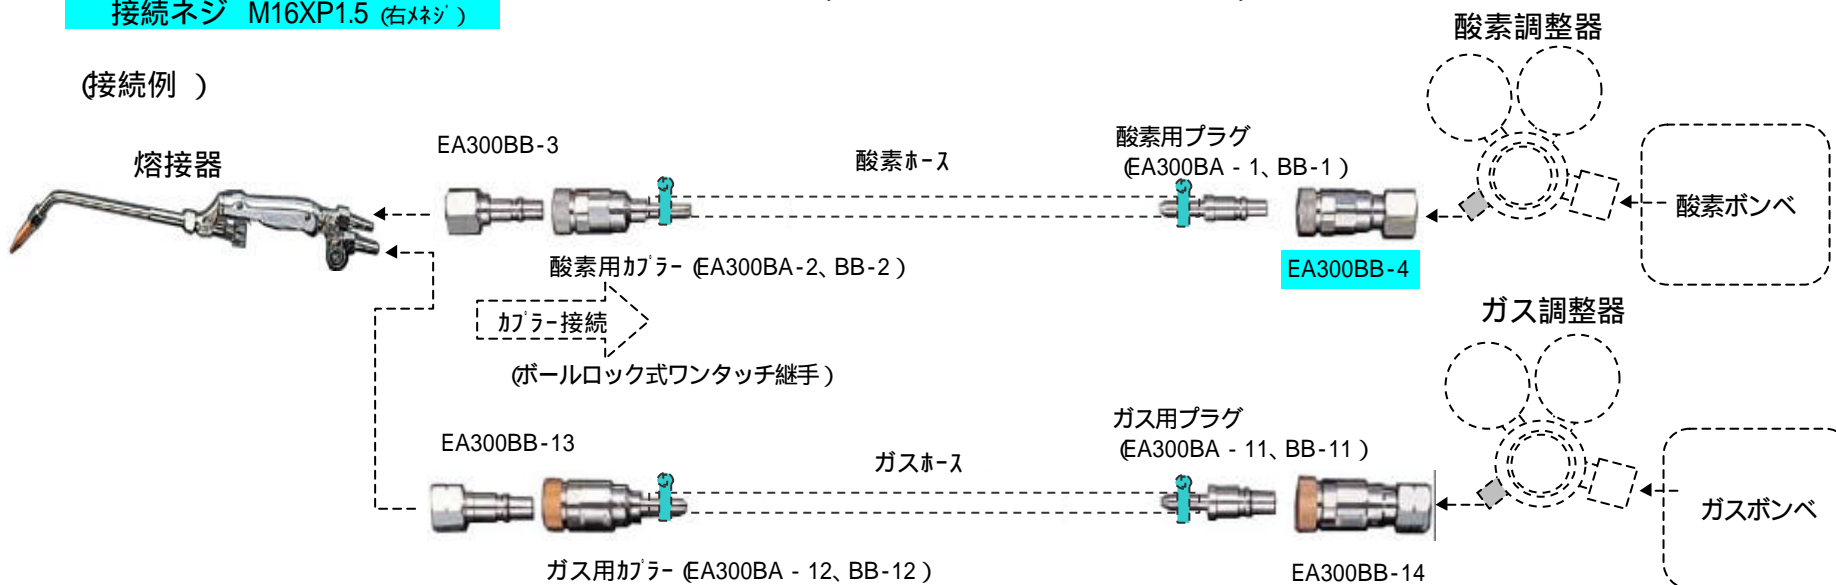 接続ネジ M16XP1.5 (右ﾒﾈｼﾞ)
(接続例 )
酸素調整器
熔接器
EA300BB-3
酸素ﾎｰｽ
酸素用プラグ
(EA300BA - 1、BB-1 )
酸素ボンベ
酸素用ｶﾌﾟﾗｰ (EA300BA-2、BB-2 )
EA300BB-4
ｶﾌﾟﾗｰ接続
(ボールロック式ワンタッチ継手 )
ガス調整器
EA300BB-13
ガスﾎｰｽ
ガス用プラグ
(EA300BA - 11、BB-11 )
ガスボンベ
ガス用ｶﾌﾟﾗｰ (EA300BA - 12、BB-12 )
EA300BB-14